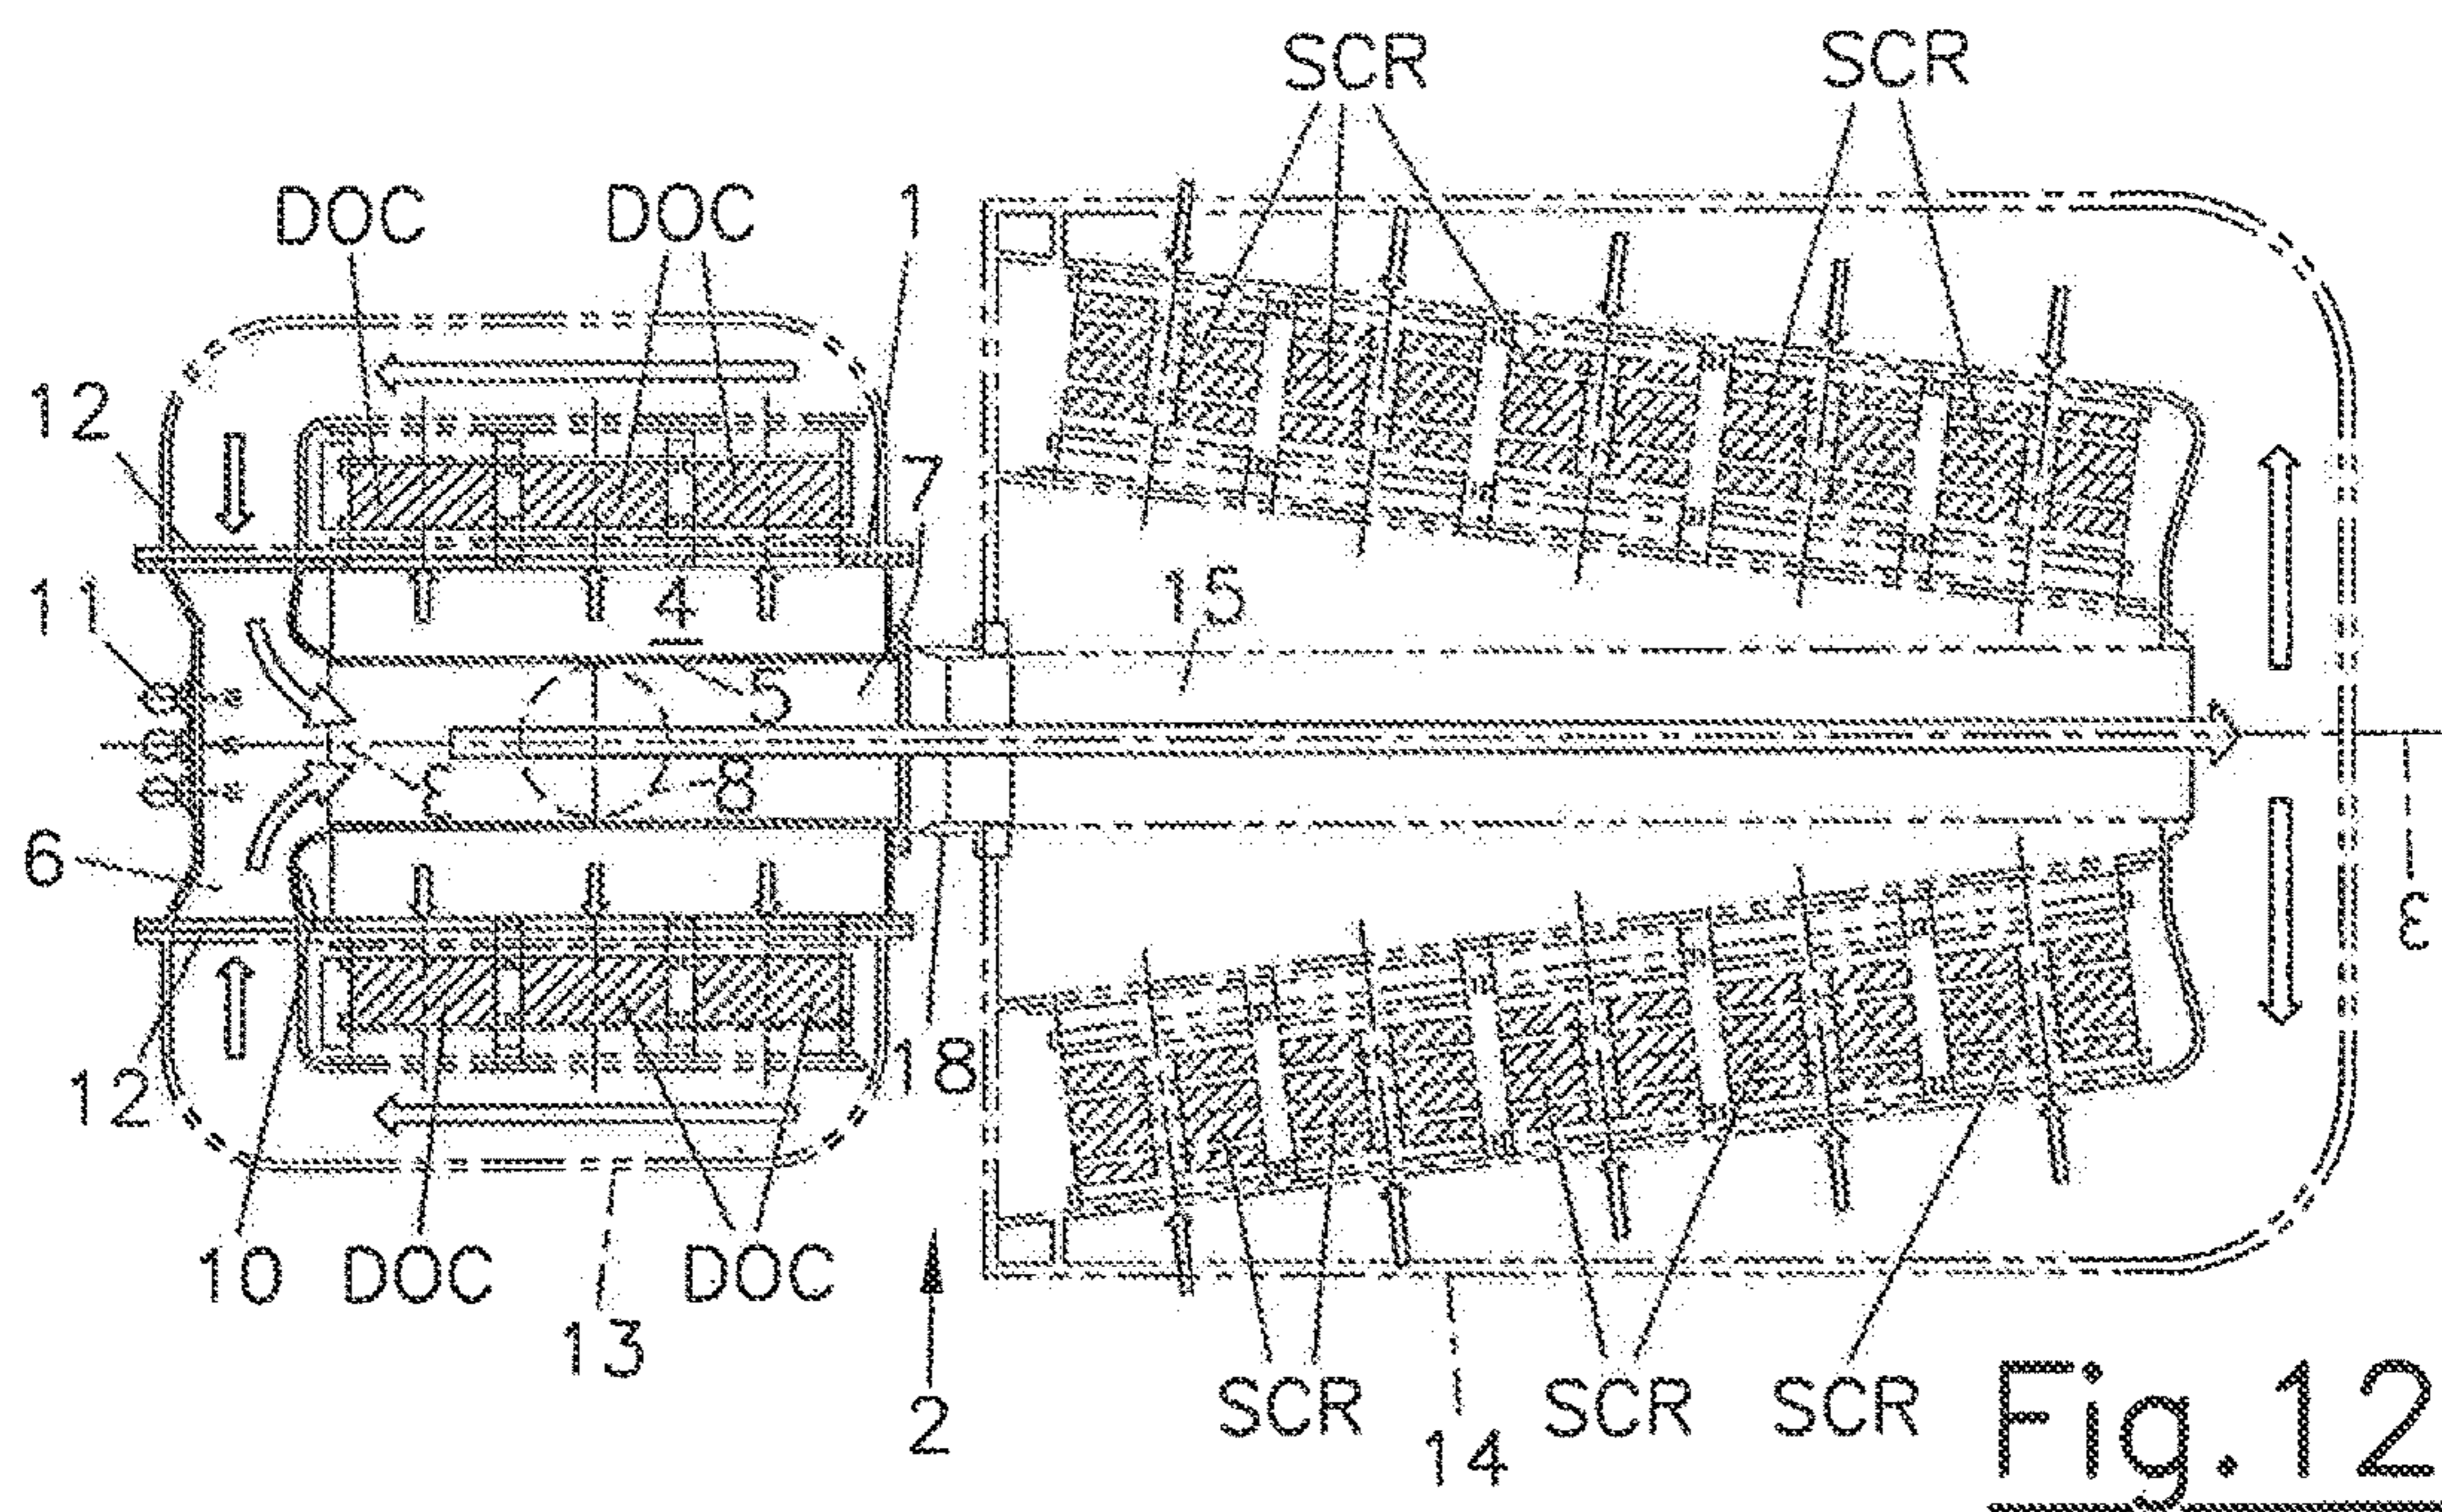 SCR SCR
DOC DOC 1
12
7
11 4 15
5
ε 8
6
ε
18
12
10 DOC DOC
13
2 SCR SCR SCR
14
Fig.12